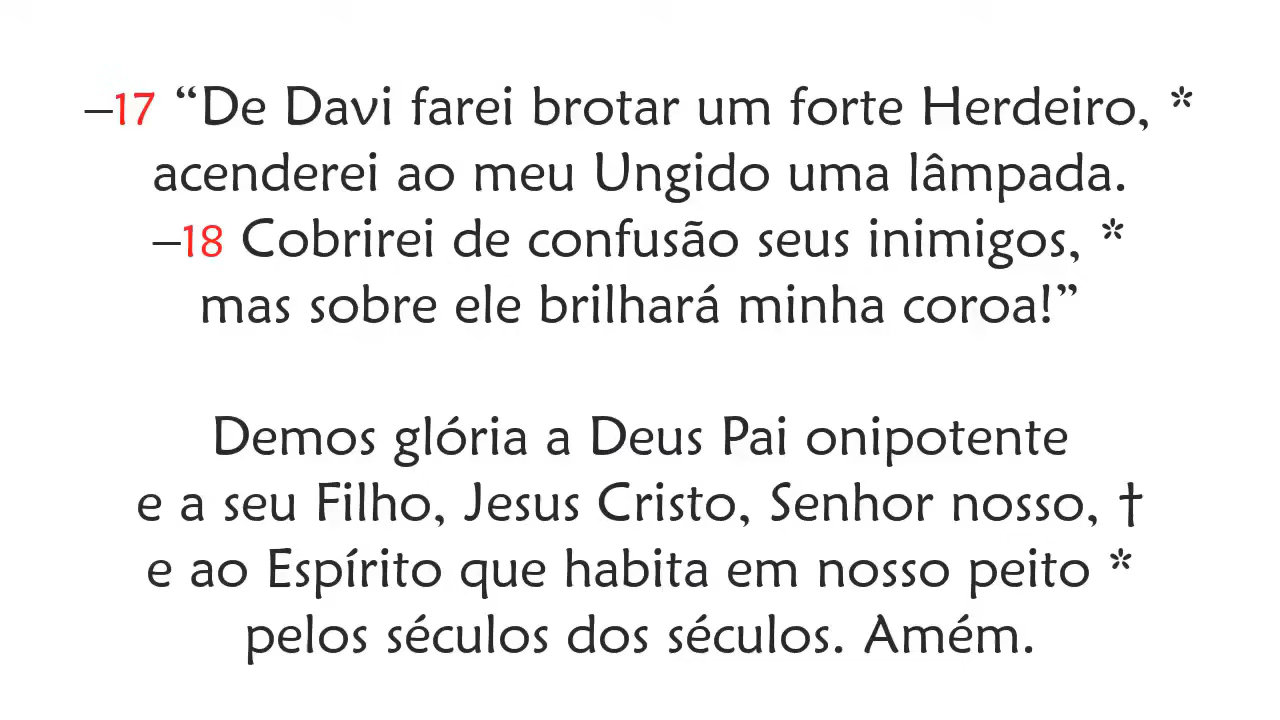 –17 “De Davi farei brotar um forte Herdeiro, *
acenderei ao meu Ungido uma lâmpada.
–18 Cobrirei de confusão seus inimigos, *
mas sobre ele brilhará minha coroa!”
Demos glória a Deus Pai onipotente
e a seu Filho, Jesus Cristo, Senhor nosso, †
e ao Espírito que habita em nosso peito *
pelos séculos dos séculos. Amém.